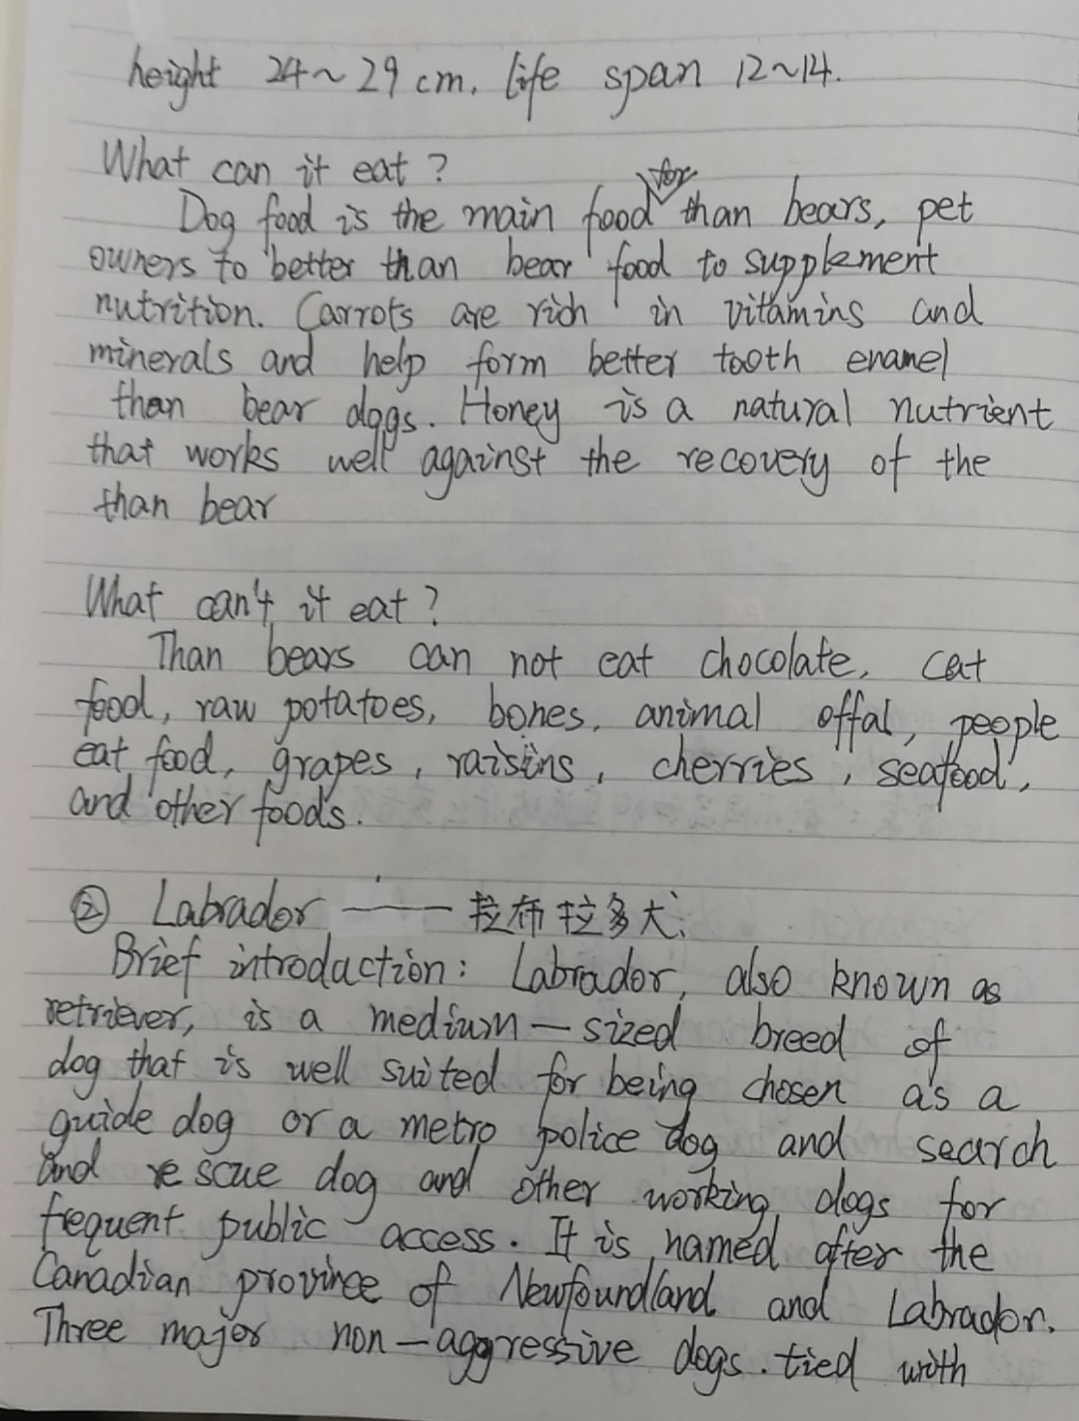 height 24~29 cm. life span 12~14.
What can it eat?
Dog food is the main food for than bears, pet
owners to better than bear food to supplement
nutrition. Carrots are rich in vitamins and
minerals and help form better tooth enamel
than bear dogs. Honey is a natural nutrient
that works well against the recovery of the
than bear
What can't it eat?
Than bears can not eat chocolate, cat
food, raw potatoes, bones, animal offal, people
eat food, grapes, raisins, cherries, seafood,
and other foods.
② Labrador —— 拉布拉多犬:
Brief introdaction: Labrador, also known as
retriever, is a medium-sized breed of
dog that is well suited for being chosen as a
guide dog or a metro police dog and search
and rescue dog and other working dogs for
frequent public access. It is named after the
Canadian province of Newfoundland and Labrador.
Three major non-aggressive dogs. tied with